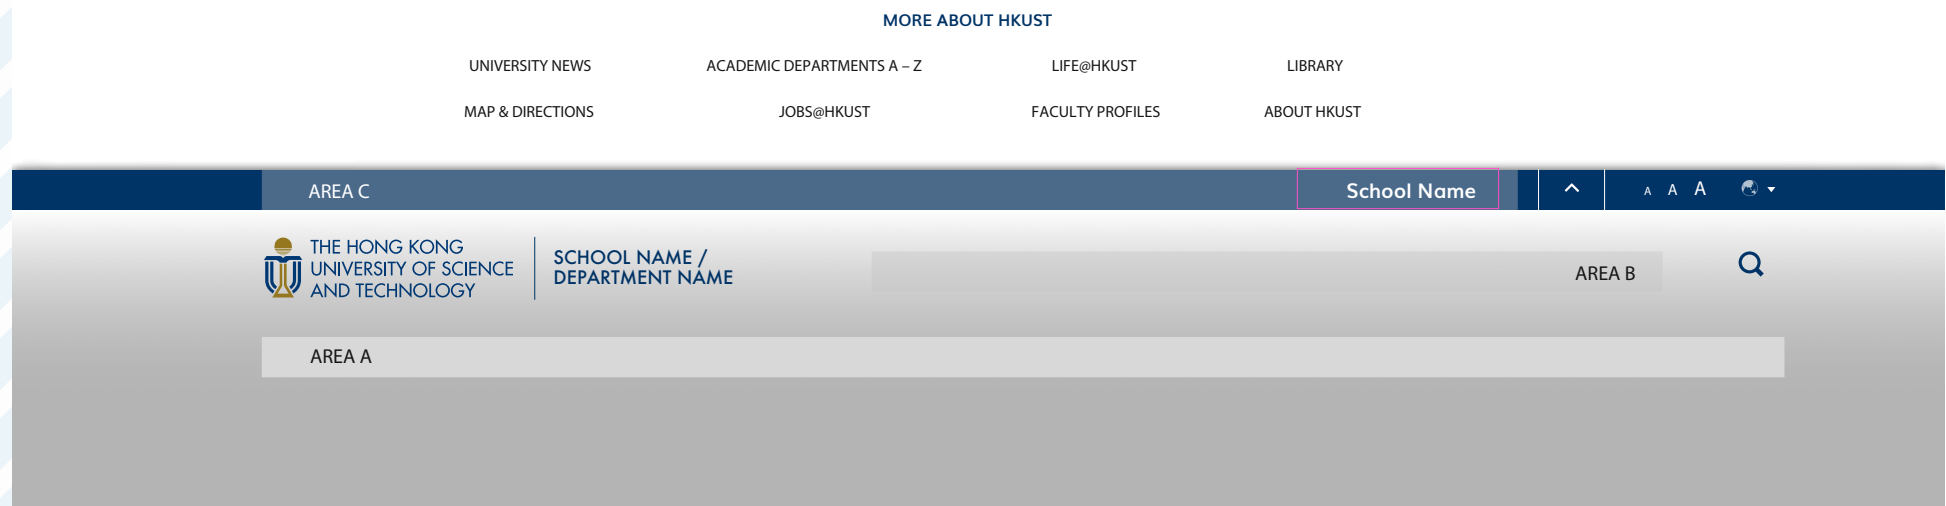 MORE ABOUT HKUST
UNIVERSITY NEWS ACADEMIC DEPARTMENTS A – Z LIFE@HKUST LIBRARY
MAP & DIRECTIONS JOBS@HKUST FACULTY PROFILES ABOUT HKUST
AREA C School Name A A A
THE HONG KONG
UNIVERSITY OF SCIENCE
AND TECHNOLOGY
SCHOOL NAME /
DEPARTMENT NAME
AREA B
AREA A